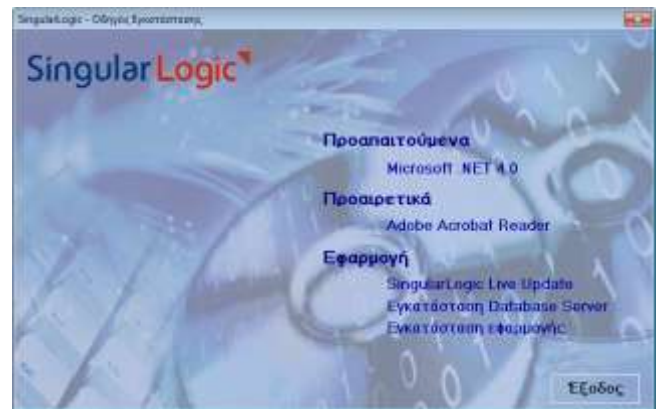 SingularLogic - Οδηγός Εγκατάστασης
SingularLogic
Προαπαιτούμενα
Microsoft .NET 4.0
Προαιρετικά
Adobe Acrobat Reader
Εφαρμογή
SingularLogic Live Update
Εγκατάσταση Database Server
Εγκατάσταση εφαρμογής
Έξοδος